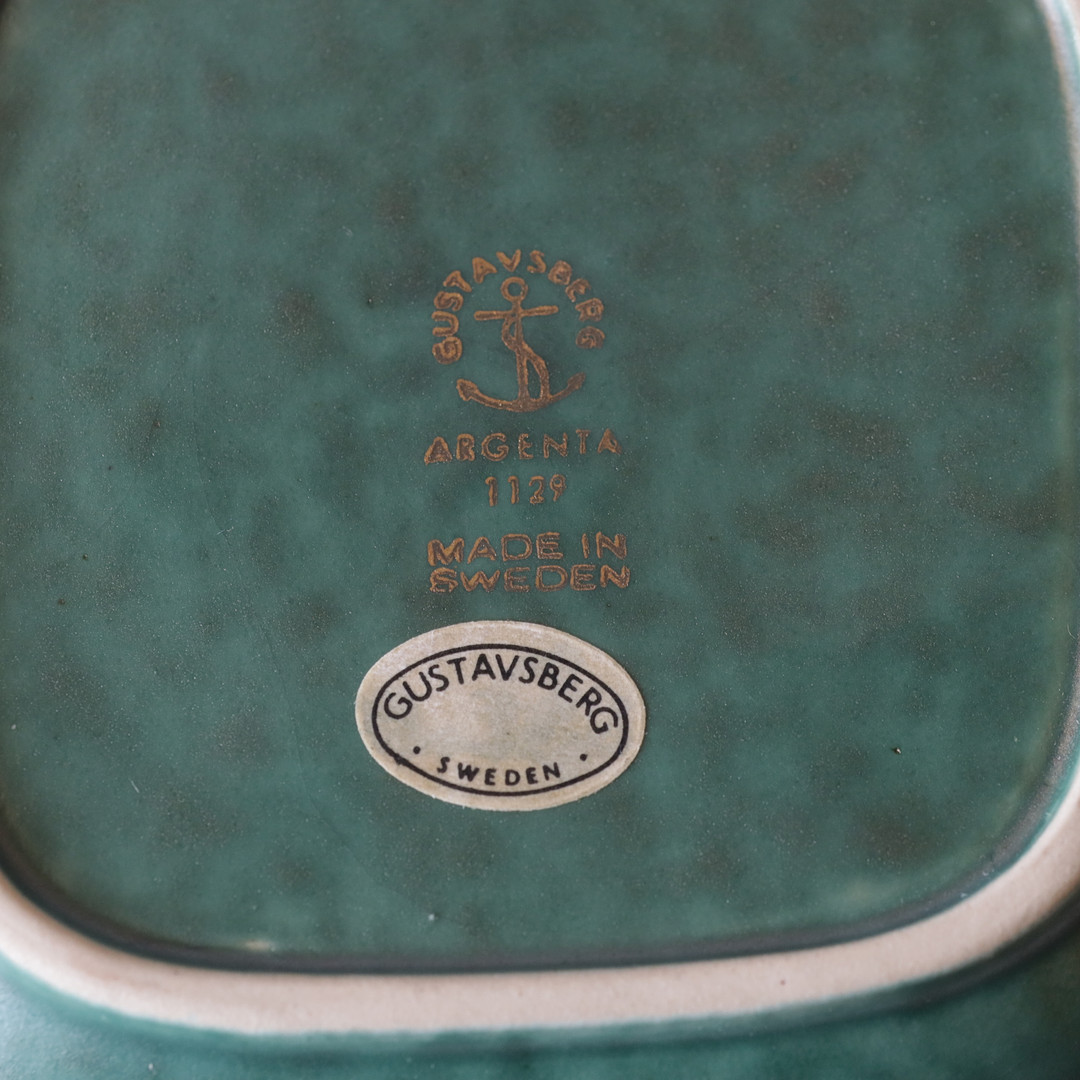 GUSTAVSBERG
ARGENTA
1129
MADE IN
SWEDEN
GUSTAVSBERG
• SWEDEN •